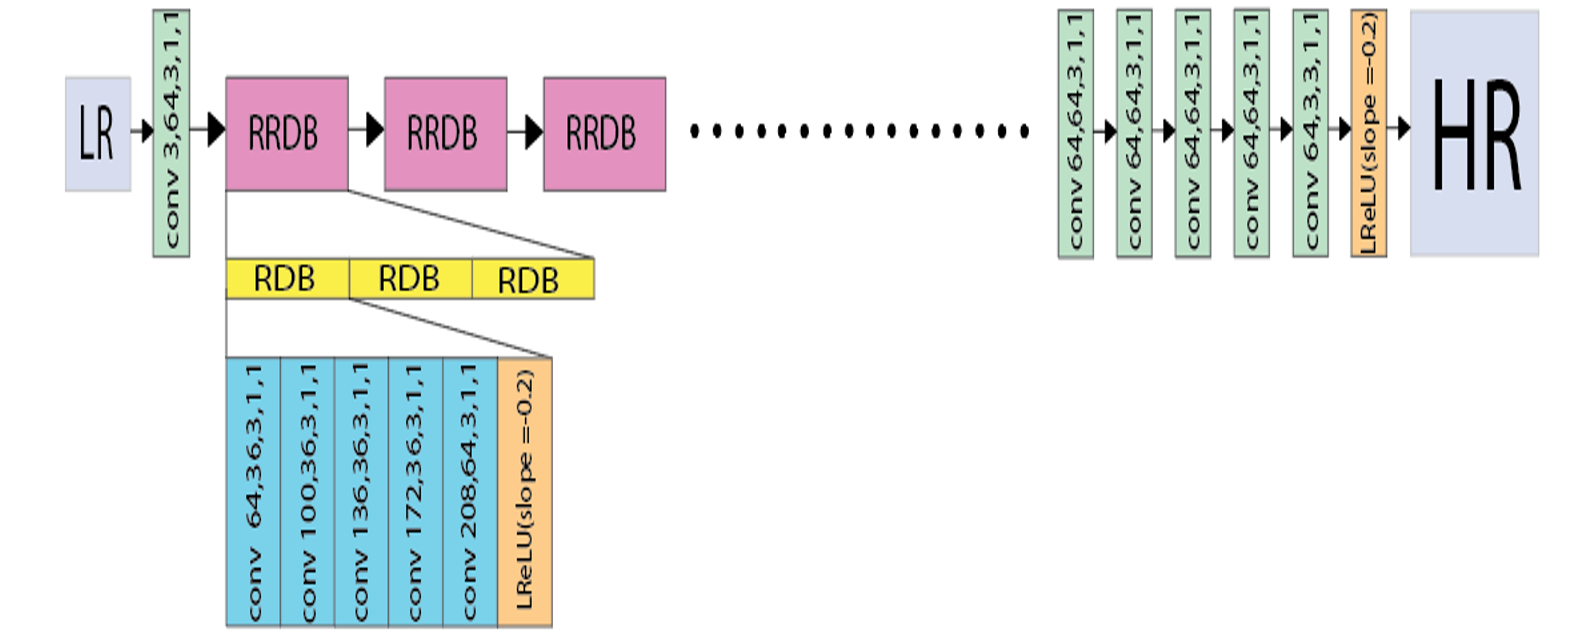 LR
conv 3,64,3,1,1
RRDB
RRDB
RRDB
conv 64,64,3,1,1
conv 64,64,3,1,1
conv 64,64,3,1,1
conv 64,64,3,1,1
conv 64,3,3,1,1
LReLU(slope =-0.2)
HR
RDB
RDB
RDB
conv 64,36,3,1,1
conv 100,36,3,1,1
conv 136,36,3,1,1
conv 172,36,3,1,1
conv 208,64,3,1,1
LReLU(slope =-0.2)